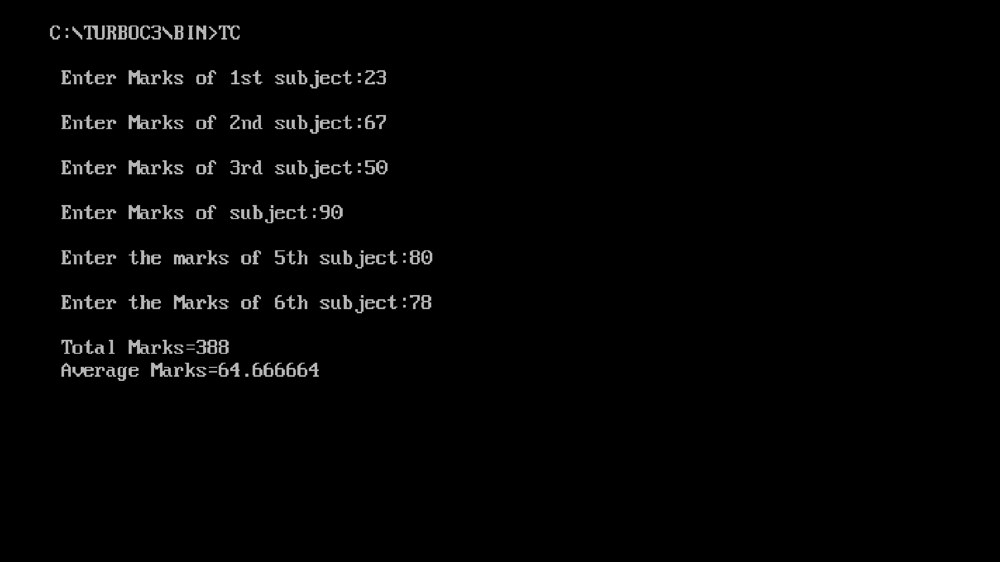 C:\TURBOC3\BIN>TC
Enter Marks of 1st subject:23
Enter Marks of 2nd subject:67
Enter Marks of 3rd subject:50
Enter Marks of subject:90
Enter the marks of 5th subject:80
Enter the Marks of 6th subject:78
Total Marks=388
Average Marks=64.666664